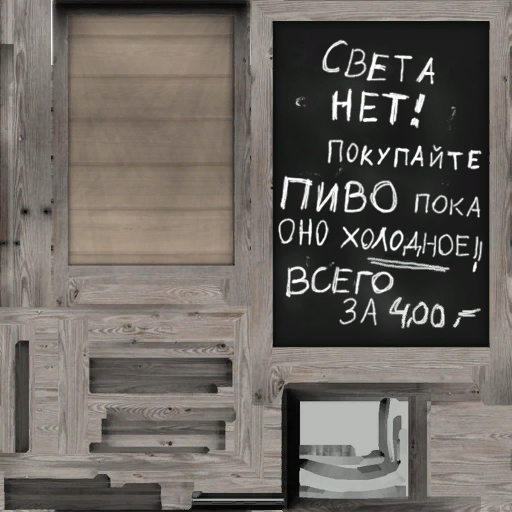 СВЕТА
НЕТ!
ПОКУПАЙТЕ
ПИВО ПОКА
ОНО ХОЛОДНОЕ!!
ВСЕГО
ЗА 4,00,-